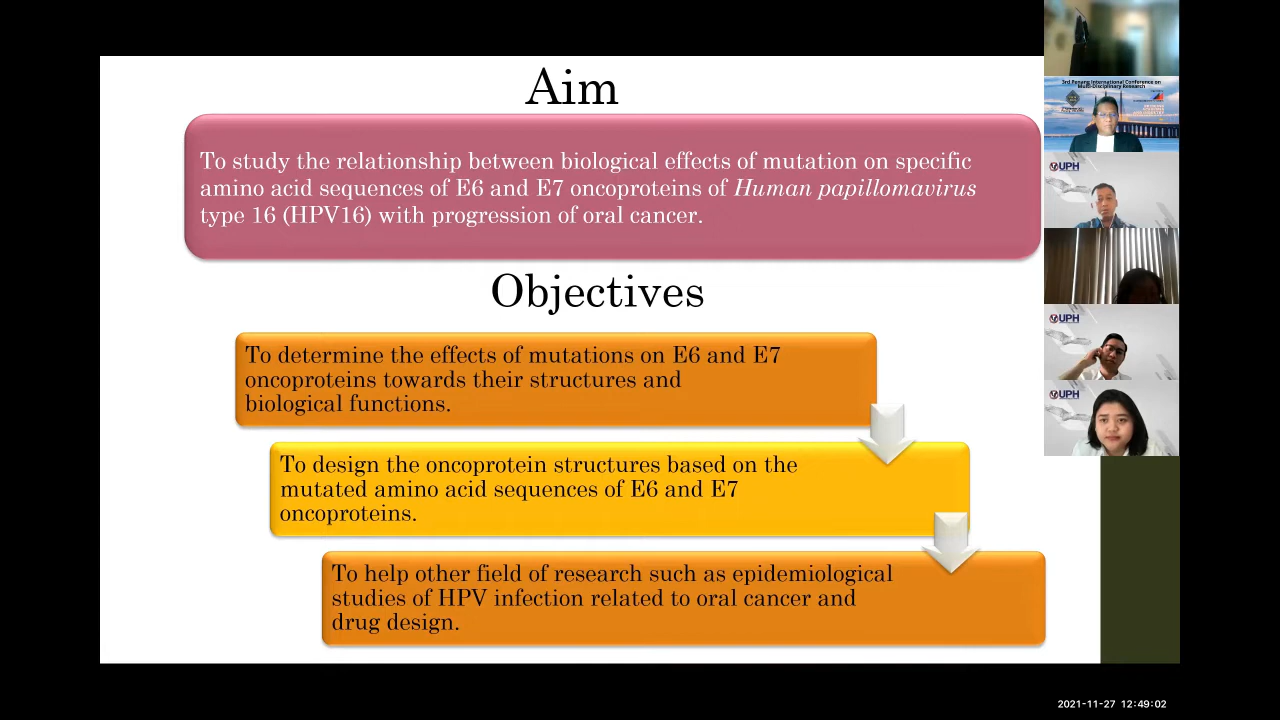 Aim
To study the relationship between biological effects of mutation on specific
amino acid sequences of E6 and E7 oncoproteins of Human papillomavirus
type 16 (HPV16) with progression of oral cancer.
Objectives
To determine the effects of mutations on E6 and E7
oncoproteins towards their structures and
biological functions.
To design the oncoprotein structures based on the
mutated amino acid sequences of E6 and E7
oncoproteins.
To help other field of research such as epidemiological
studies of HPV infection related to oral cancer and
drug design.
3rd Penang International Conference on
Multi-Disciplinary Research
UPH
UPH
UPH
2021-11-27 12:49:02